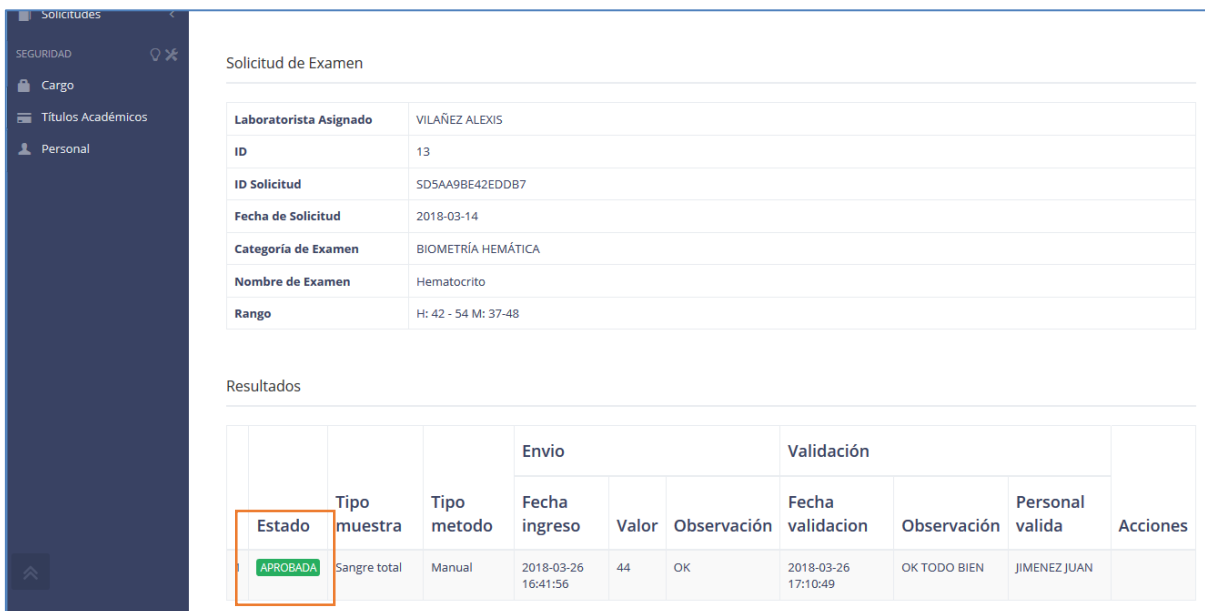 Solicitudes
SEGURIDAD
Cargo
Títulos Académicos
Personal
Solicitud de Examen
Laboratorista Asignado VILAÑEZ ALEXIS
ID 13
ID Solicitud SD5AA9BE42EDDB7
Fecha de Solicitud 2018-03-14
Categoría de Examen BIOMETRÍA HEMÁTICA
Nombre de Examen Hematocrito
Rango H: 42 - 54 M: 37-48
Resultados
Envio Validación
Estado Tipo muestra Tipo metodo Fecha ingreso Valor Observación Fecha validacion Observación Personal valida Acciones
1 APROBADA Sangre total Manual 2018-03-26 16:41:56 44 OK 2018-03-26 17:10:49 OK TODO BIEN JIMENEZ JUAN